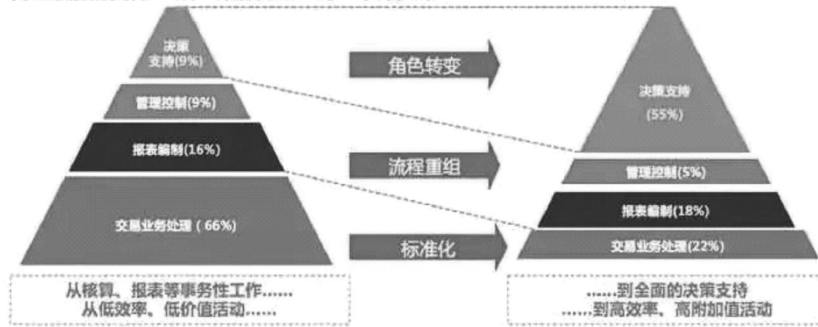 决策
支持(9%)
管理控制(9%)
报表编制(16%)
交易业务处理(66%)
角色转变
流程重组
标准化
决策支持
(55%)
管理控制(5%)
报表编制(18%)
交易业务处理(22%)
从核算、报表等事务性工作……
从低效率、低价值活动……
……到全面的决策支持
……到高效率、高附加值活动